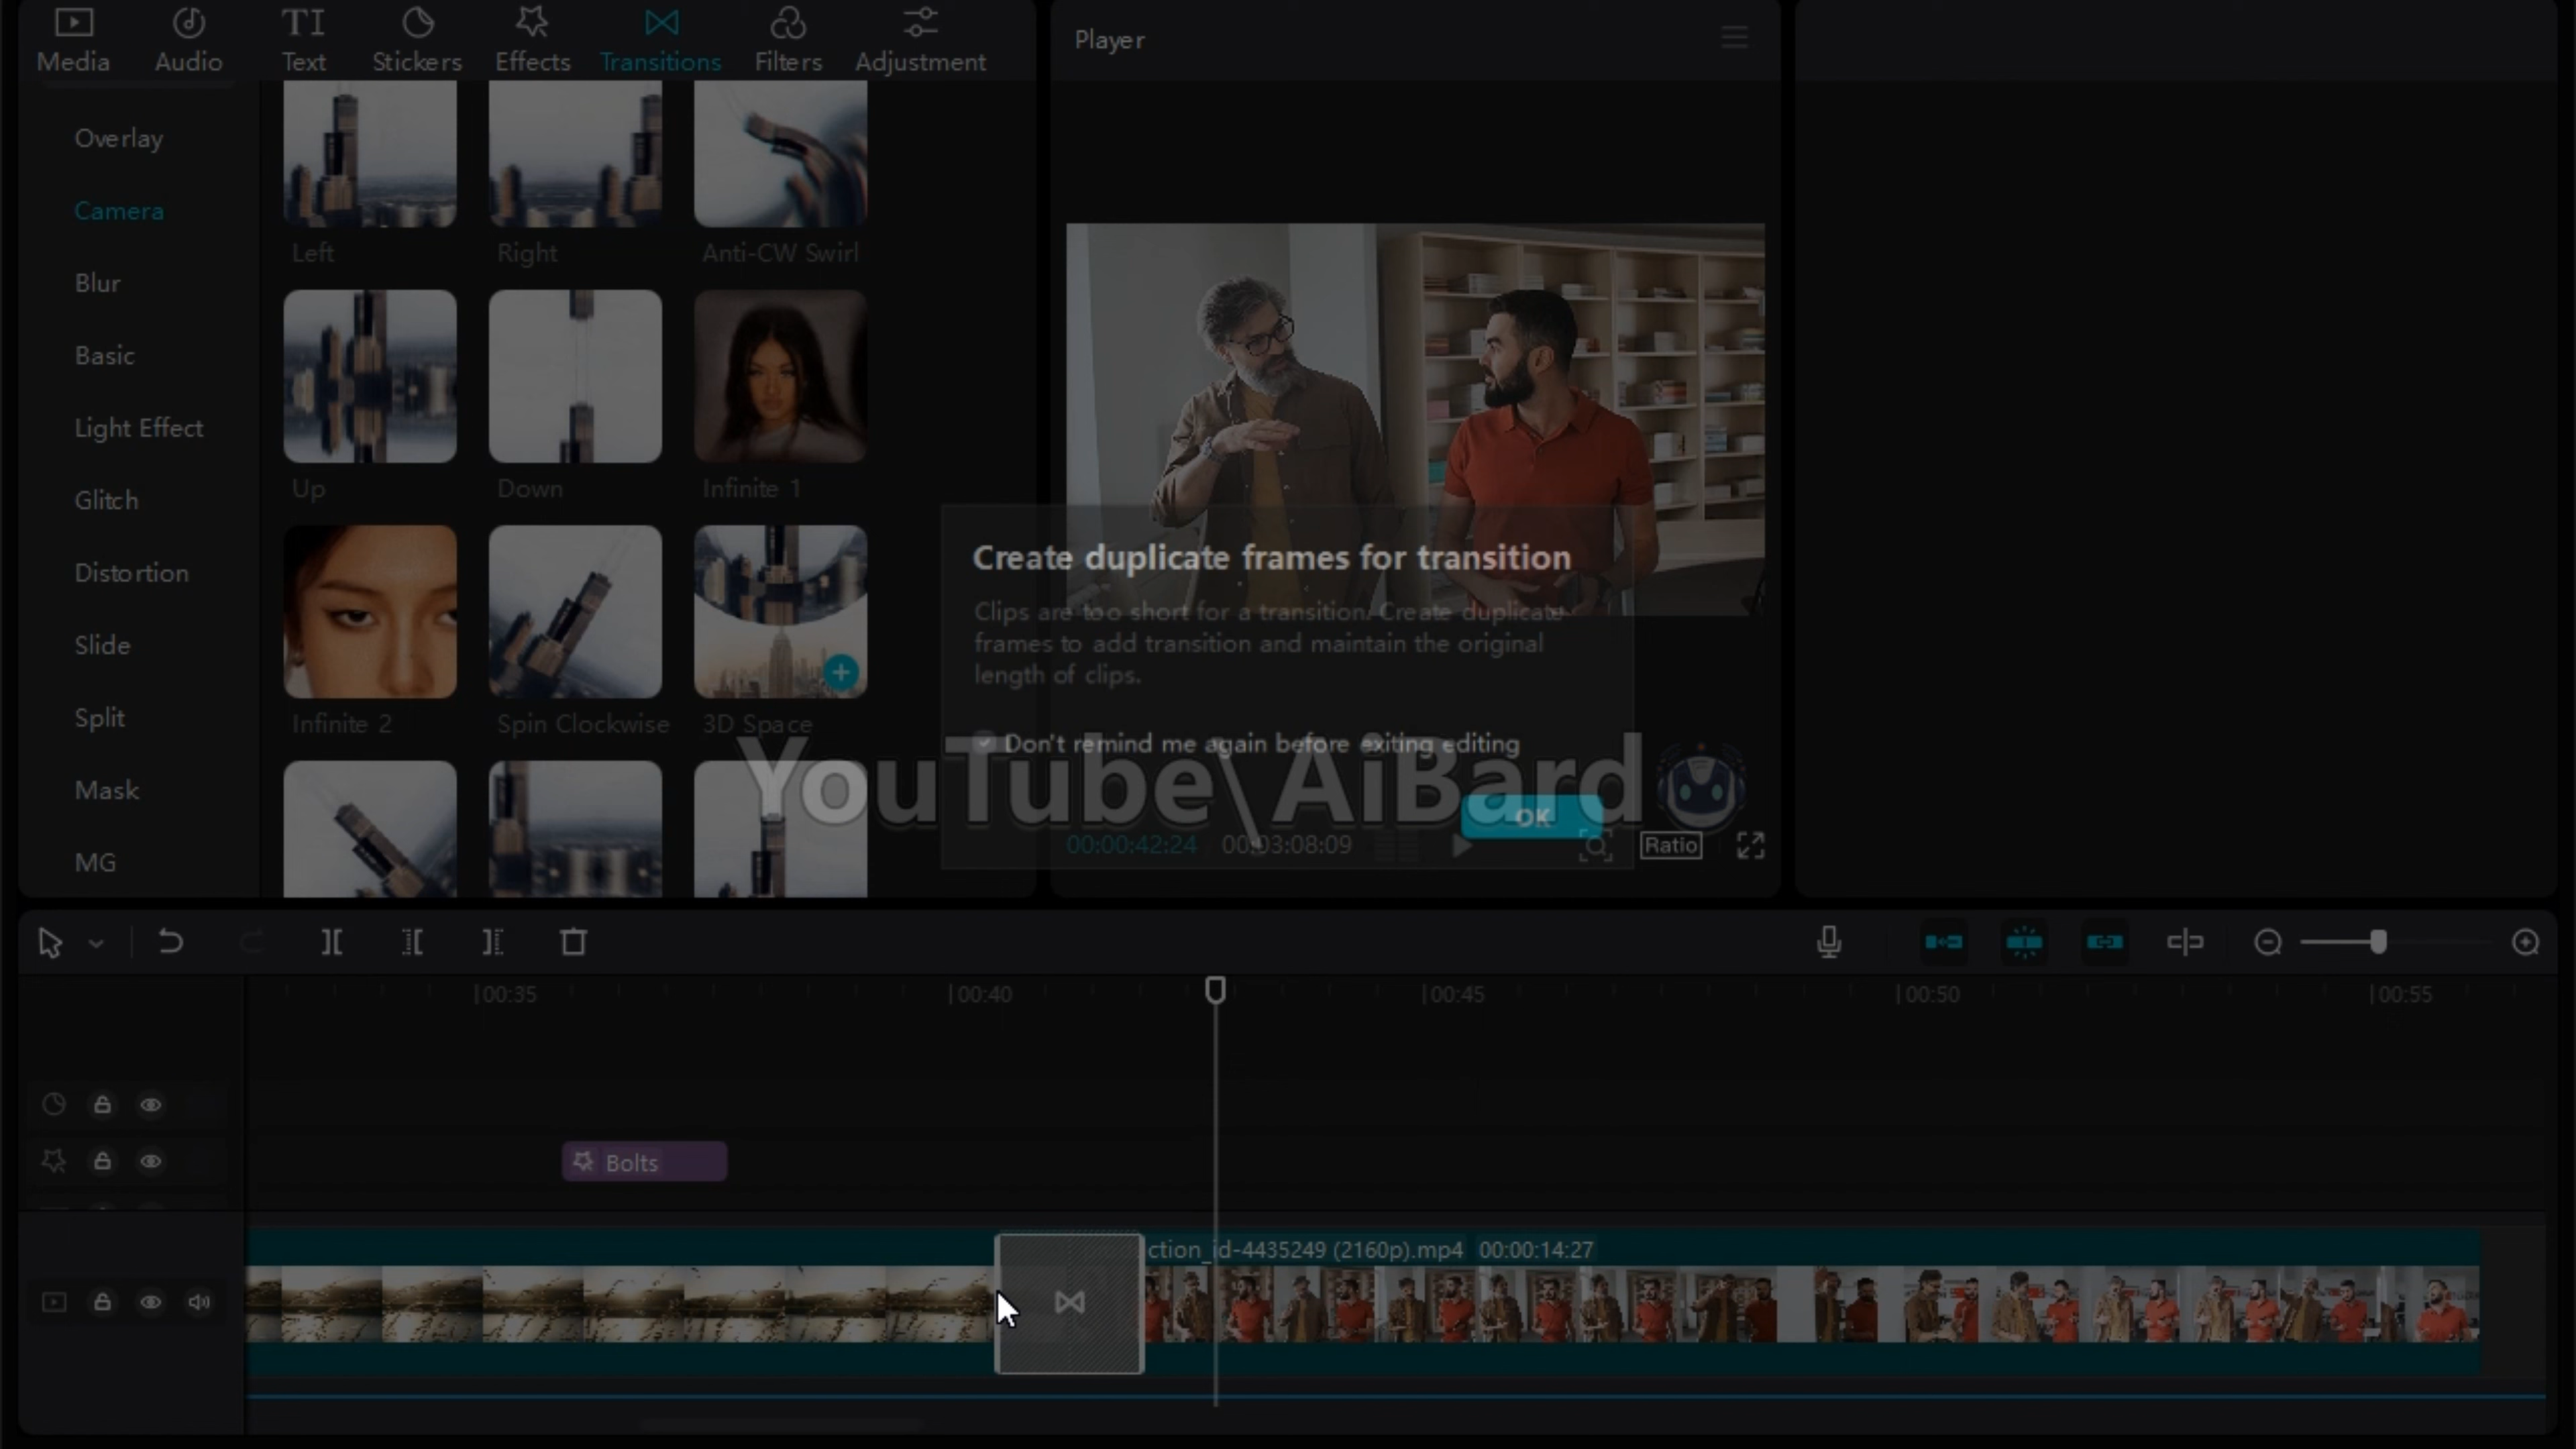 Media Audio Text Stickers Effects Transitions Filters Adjustment
Player
Overlay
Camera
Blur
Basic
Light Effect
Glitch
Distortion
Slide
Split
Mask
MG
Left Right Anti-CW Swirl
Up Down Infinite 1
Infinite 2 Spin Clockwise 3D Space
Create duplicate frames for transition
Clips are too short for a transition. Create duplicate
frames to add transition and maintain the original
length of clips.
Don't remind me again before exiting editing
YouTube\AiBard
OK
00:00:42:24 00:03:08:09 Ratio
00:35 00:40 00:45 00:50 00:55
Bolts
ction_id-4435249 (2160p).mp4 00:00:14:27